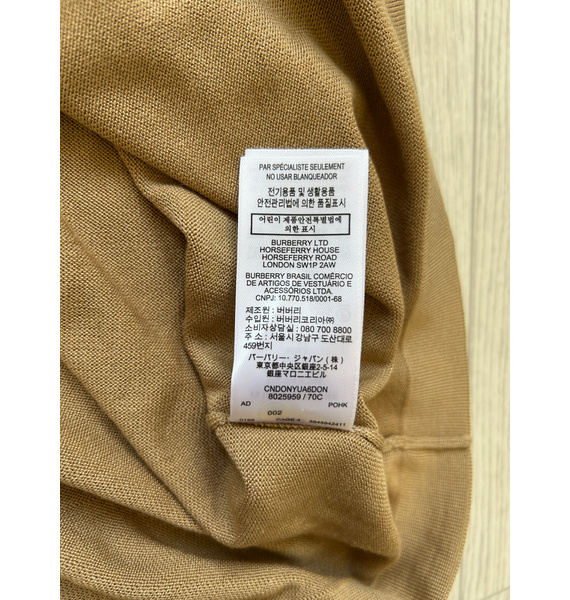 PAR SPÉCIALISTE SEULEMENT
NO USAR BLANQUEADOR
전기용품 및 생활용품
안전관리법에 의한 품질표시
어린이 제품안전특별법에
의한 표시
BURBERRY LTD
HORSEFERRY HOUSE
HORSEFERRY ROAD
LONDON SW1P 2AW
BURBERRY BRASIL COMÉRCIO
DE ARTIGOS DE VESTUÁRIO E
ACESSÓRIOS LTDA.
CNPJ: 10.770.518/0001-68
제조원 : 버버리
수입원 : 버버리코리아㈜
소비자상담실 : 080 700 8800
주 소 : 서울시 강남구 도산대로
459번지
バーバリー・ジャパン(株)
東京都中央区銀座2-5-14
銀座マロニエビル
CNDONYUA6DON
8025959 / 70C
AD POHK
002